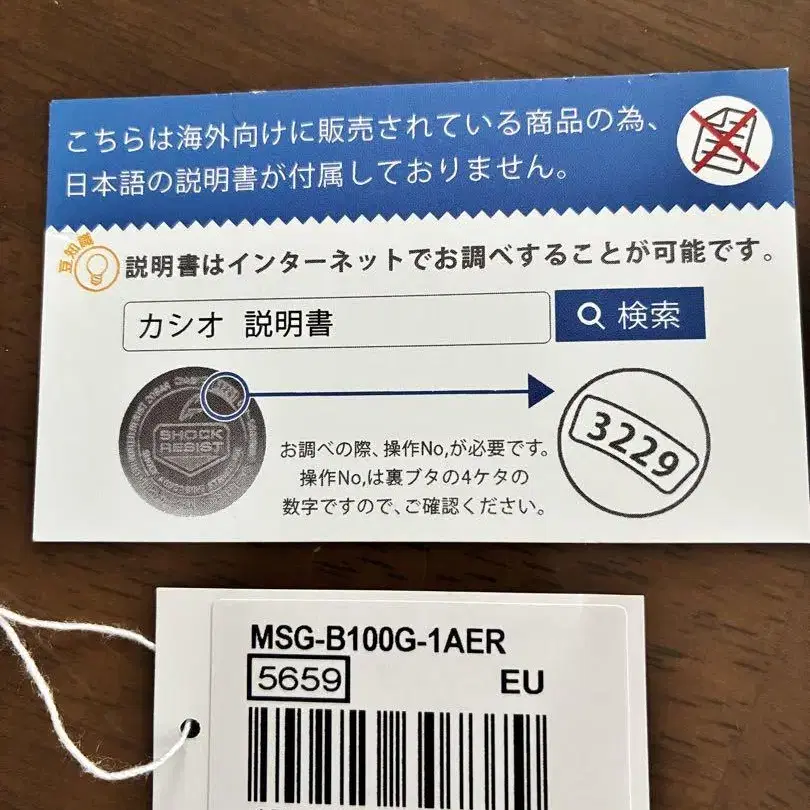 こちらは海外向けに販売されている商品の為、
日本語の説明書が付属しておりません。
豆知識
説明書はインターネットでお調べすることが可能です。
カシオ 説明書
検索
SHOCK
RESIST
3229
お調べの際、操作No,が必要です。
操作No,は裏ブタの4ケタの
数字ですので、ご確認ください。
MSG-B100G-1AER
5659
EU